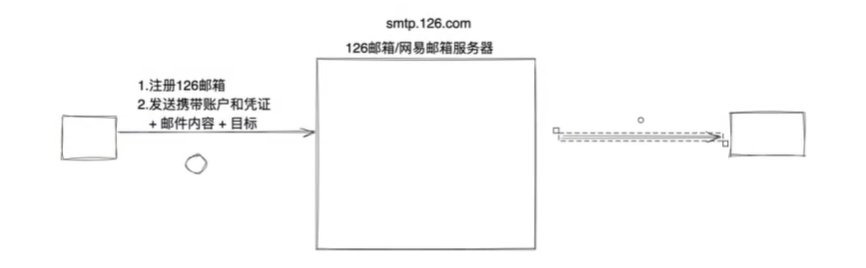 smtp.126.com
126邮箱/网易邮箱服务器
1.注册126邮箱
2.发送携带账户和凭证
+ 邮件内容 + 目标